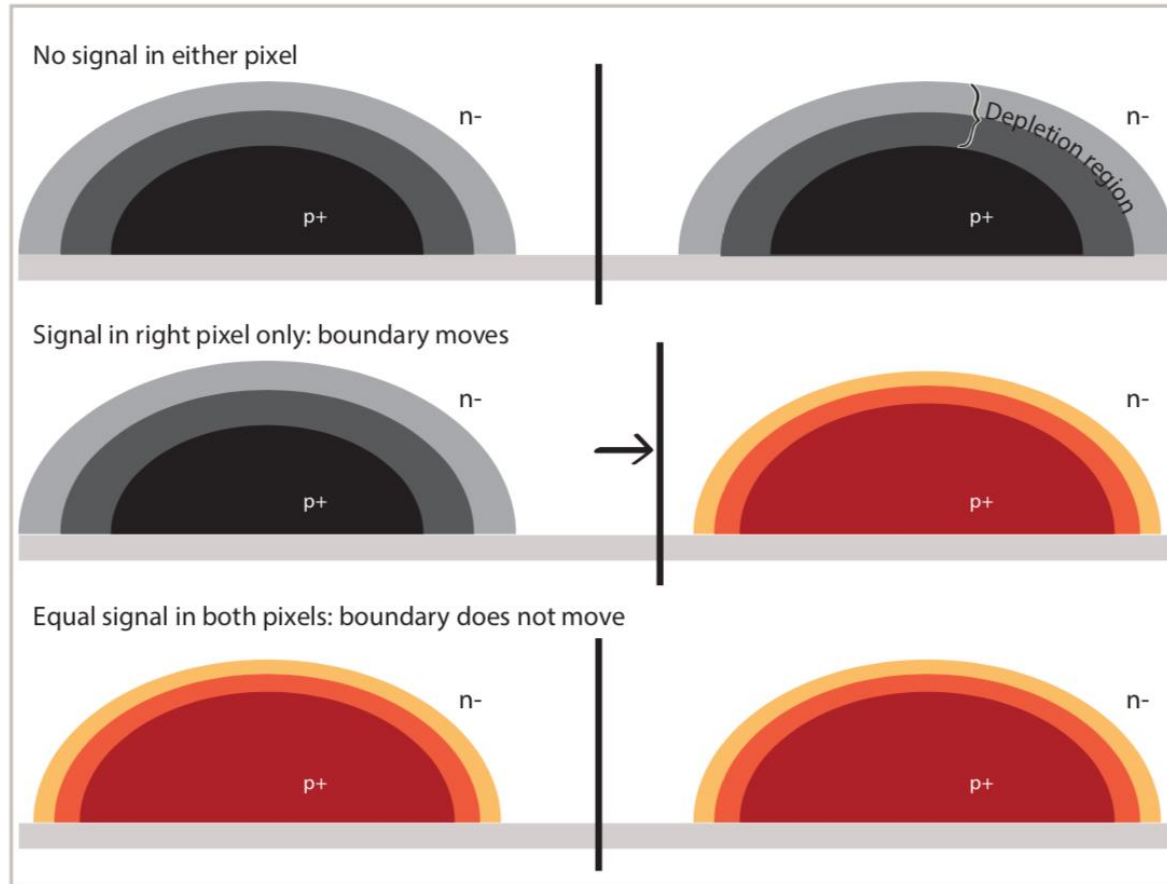 No signal in either pixel
n-
p+
Depletion region
n-
p+
Signal in right pixel only: boundary moves
n-
p+
n-
p+
Equal signal in both pixels: boundary does not move
n-
p+
n-
p+